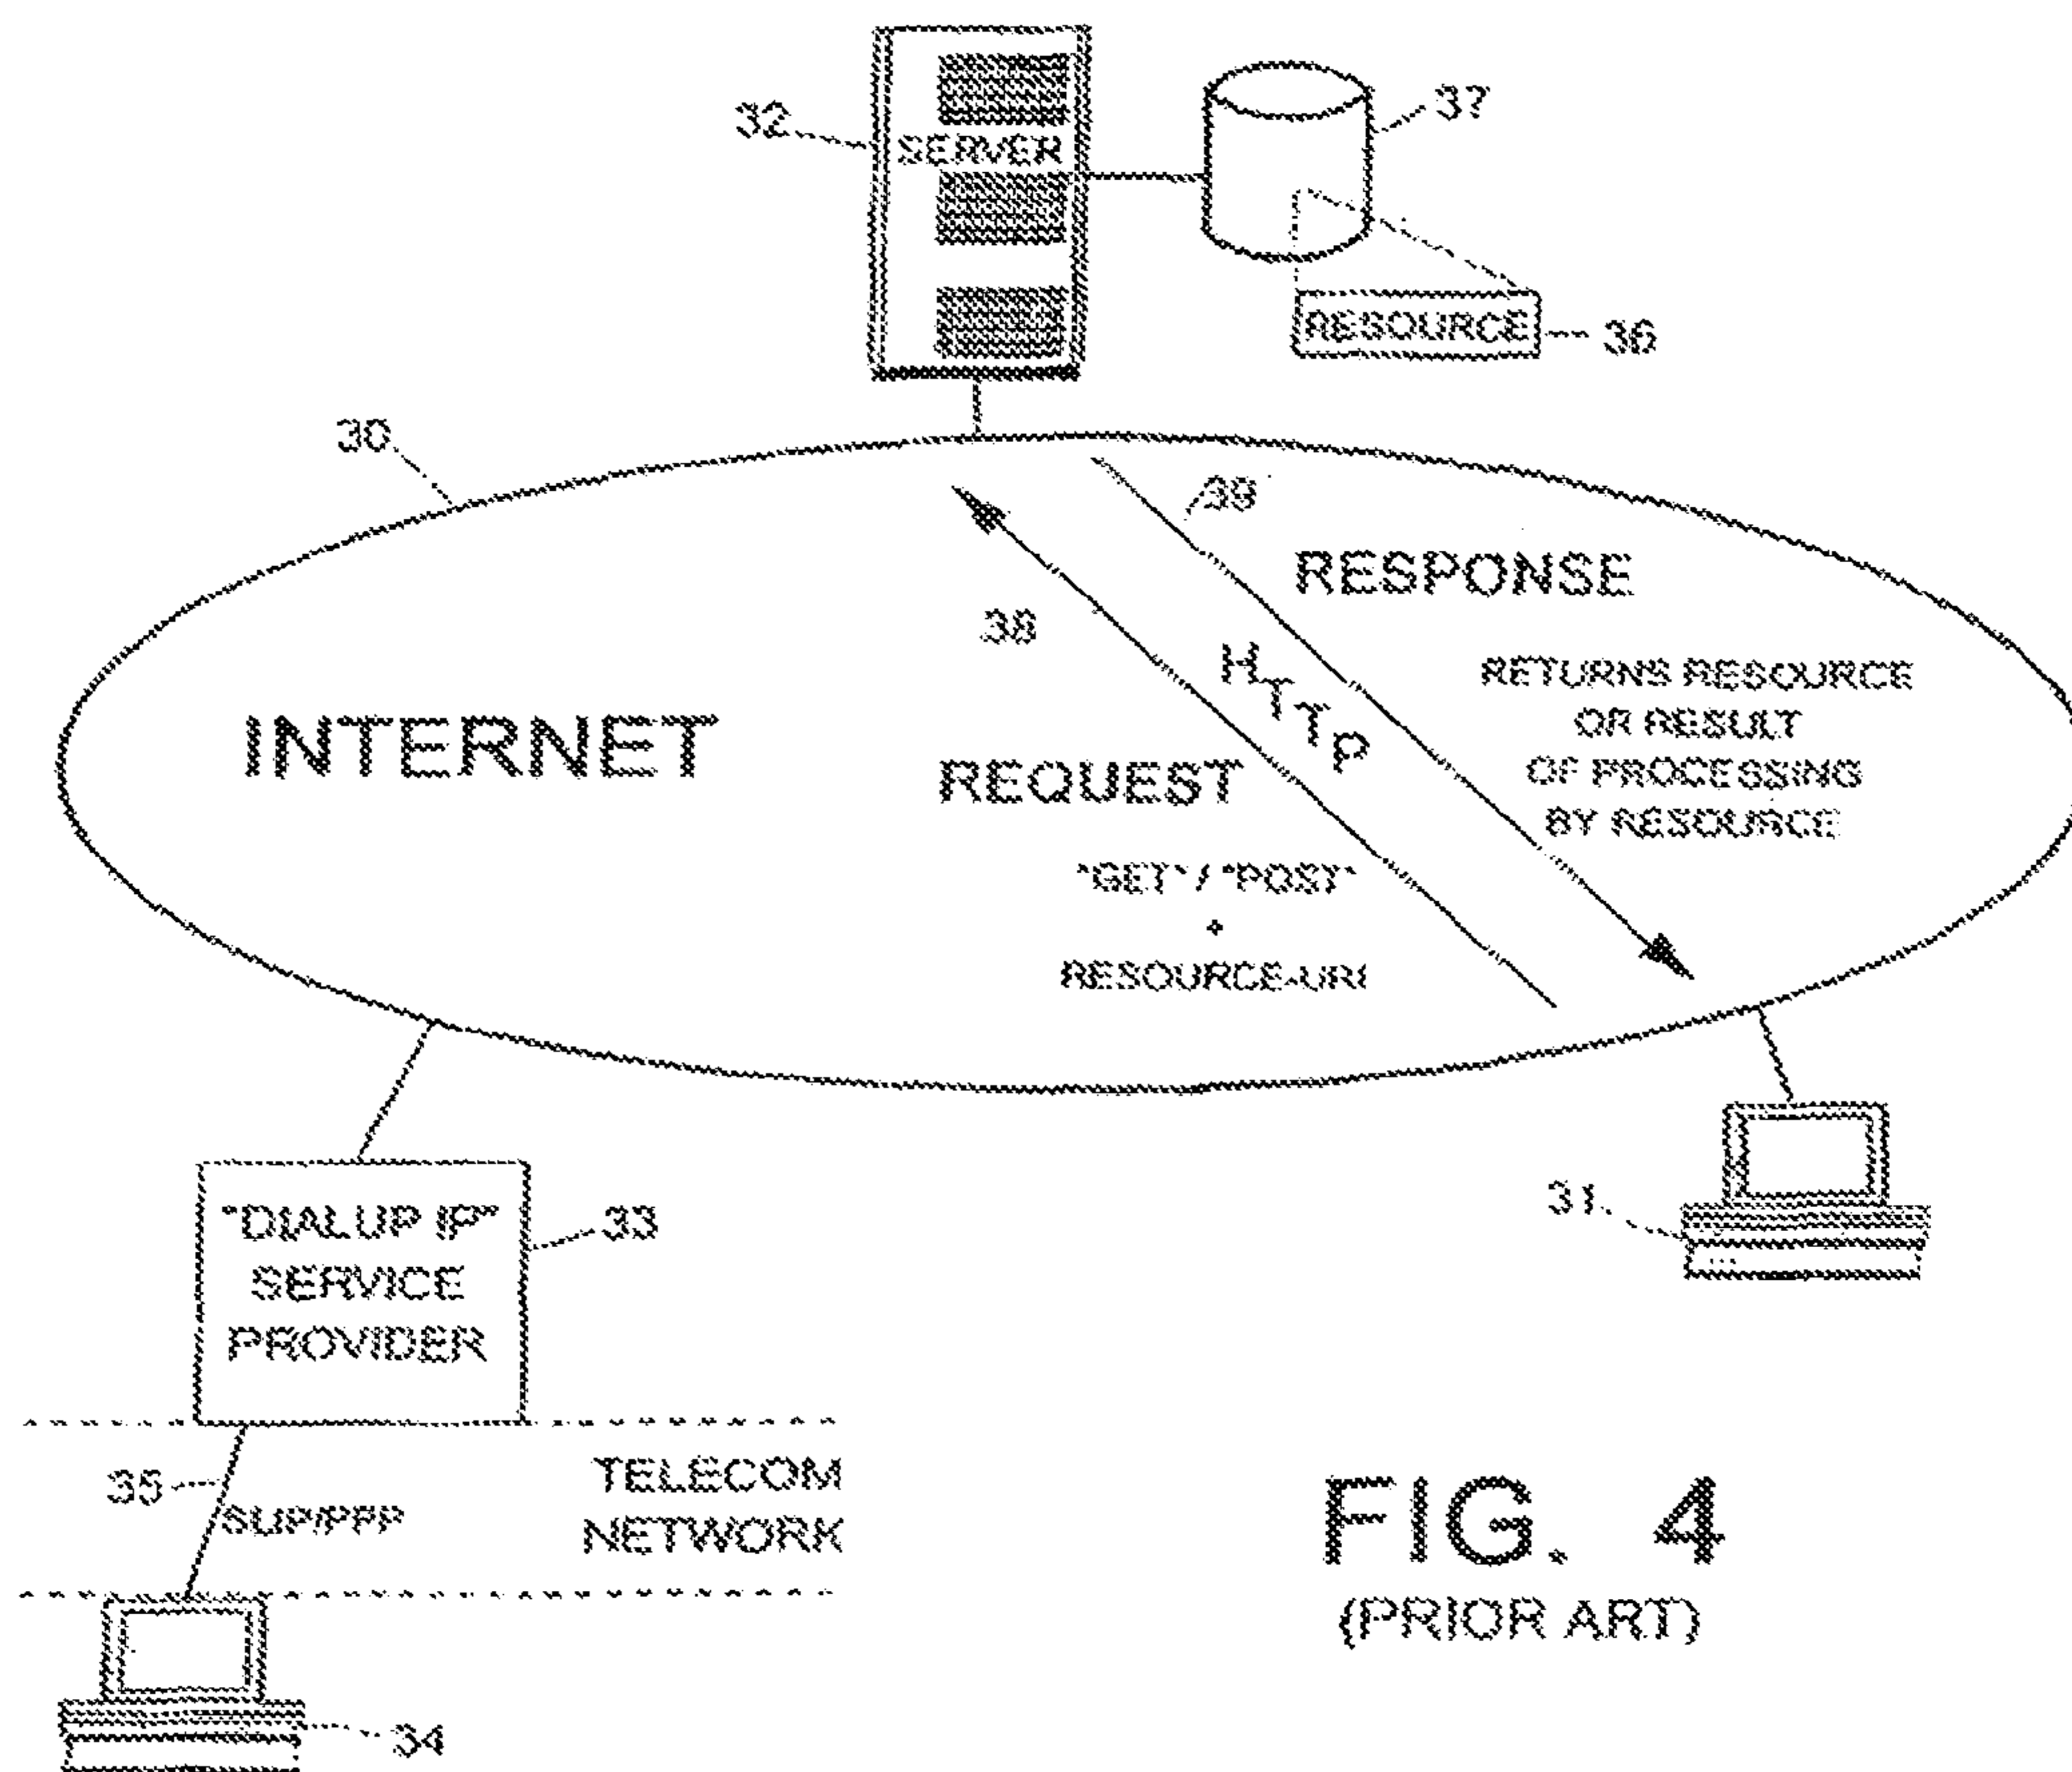 32
SERVER
37
RESOURCE
36
30
39
RESPONSE
38
HTTP
RETURNS RESOURCE
OR RESULT
OF PROCESSING
BY RESOURCE
INTERNET
REQUEST
"GET" / "POST"
+
RESOURCE-URI
"DIALUP IP"
SERVICE
PROVIDER
33
31
35
SLIP/PPP
TELECOM
NETWORK
34
FIG. 4
(PRIOR ART)